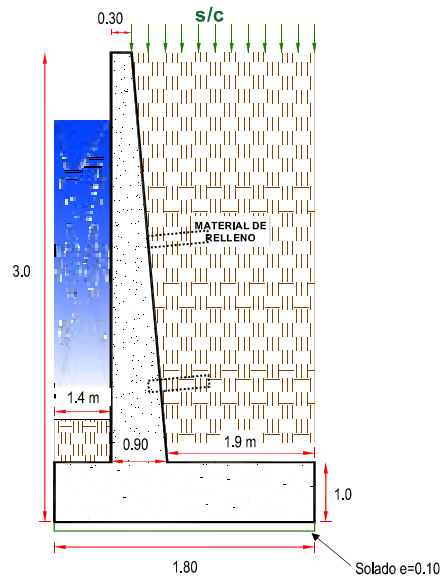 s/c
0.30
MATERIAL DE
RELLENO
3.0
1.4 m
0.90
1.9 m
1.0
1.80
Solado e=0.10